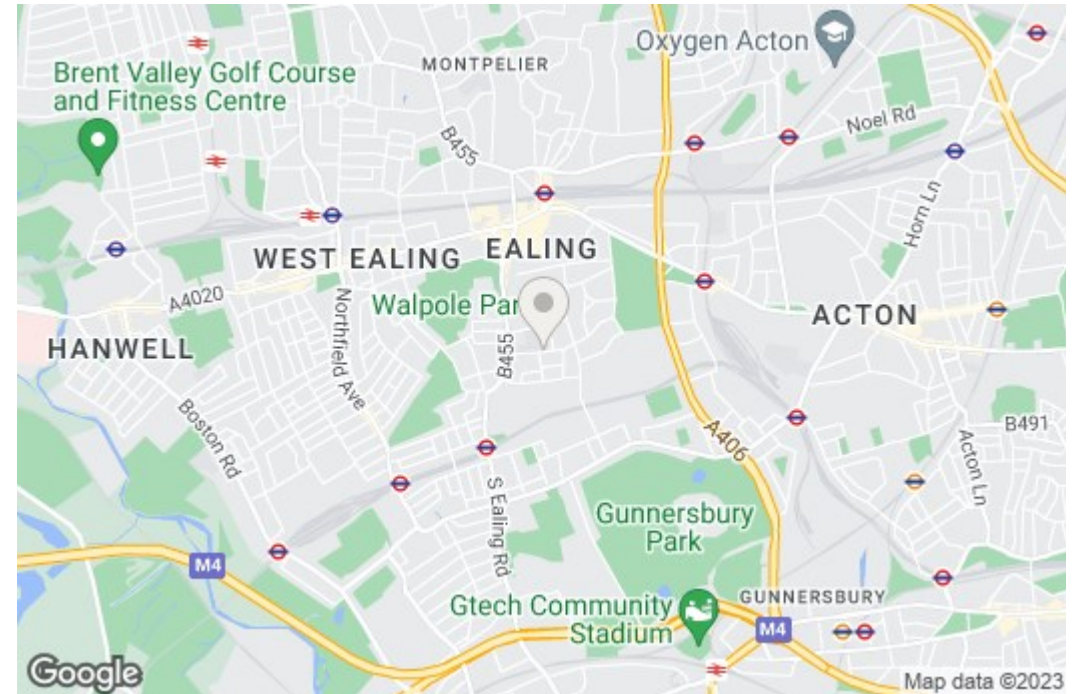 Oxygen Acton
MONTPELIER
Brent Valley Golf Course
and Fitness Centre
Noel Rd
B455
Horn Ln
WEST EALING
EALING
A4020
Walpole Par
ACTON
HANWELL
Northfield Ave
B455
Boston Rd
A406
B491
Acton Ln
S Ealing Rd
Gunnersbury
Park
M4
Gtech Community
Stadium
GUNNERSBURY
M4
Google
Map data ©2023